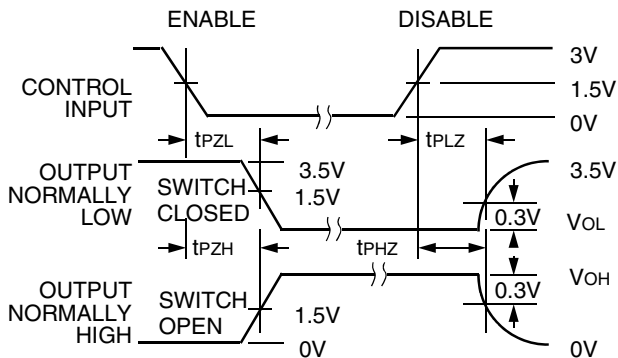 ENABLE
DISABLE
CONTROL
INPUT
3V
1.5V
0V
tPZL
tPLZ
OUTPUT
NORMALLY
LOW
SWITCH
CLOSED
3.5V
1.5V
3.5V
0.3V
VOL
tPZH
tPHZ
OUTPUT
NORMALLY
HIGH
SWITCH
OPEN
1.5V
0V
0.3V
VOH
0V